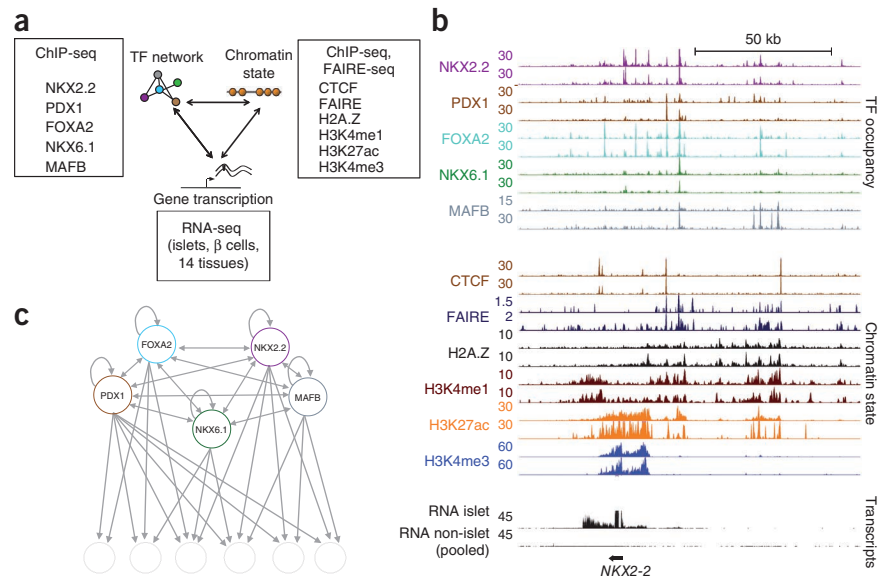 a
ChIP-seq
NKX2.2
PDX1
FOXA2
NKX6.1
MAFB
TF network
Chromatin
state
ChIP-seq,
FAIRE-seq
CTCF
FAIRE
H2A.Z
H3K4me1
H3K27ac
H3K4me3
Gene transcription
RNA-seq
(islets, β cells,
14 tissues)
b
50 kb
NKX2.2
30
30
PDX1
30
30
FOXA2
30
30
NKX6.1
30
30
MAFB
15
30
TF occupancy
CTCF
30
30
FAIRE
1.5
2
H2A.Z
10
10
H3K4me1
10
10
H3K27ac
30
30
H3K4me3
60
60
Chromatin state
RNA islet
45
RNA non-islet
(pooled)
45
Transcripts
NKX2-2
c
FOXA2
NKX2.2
PDX1
MAFB
NKX6.1